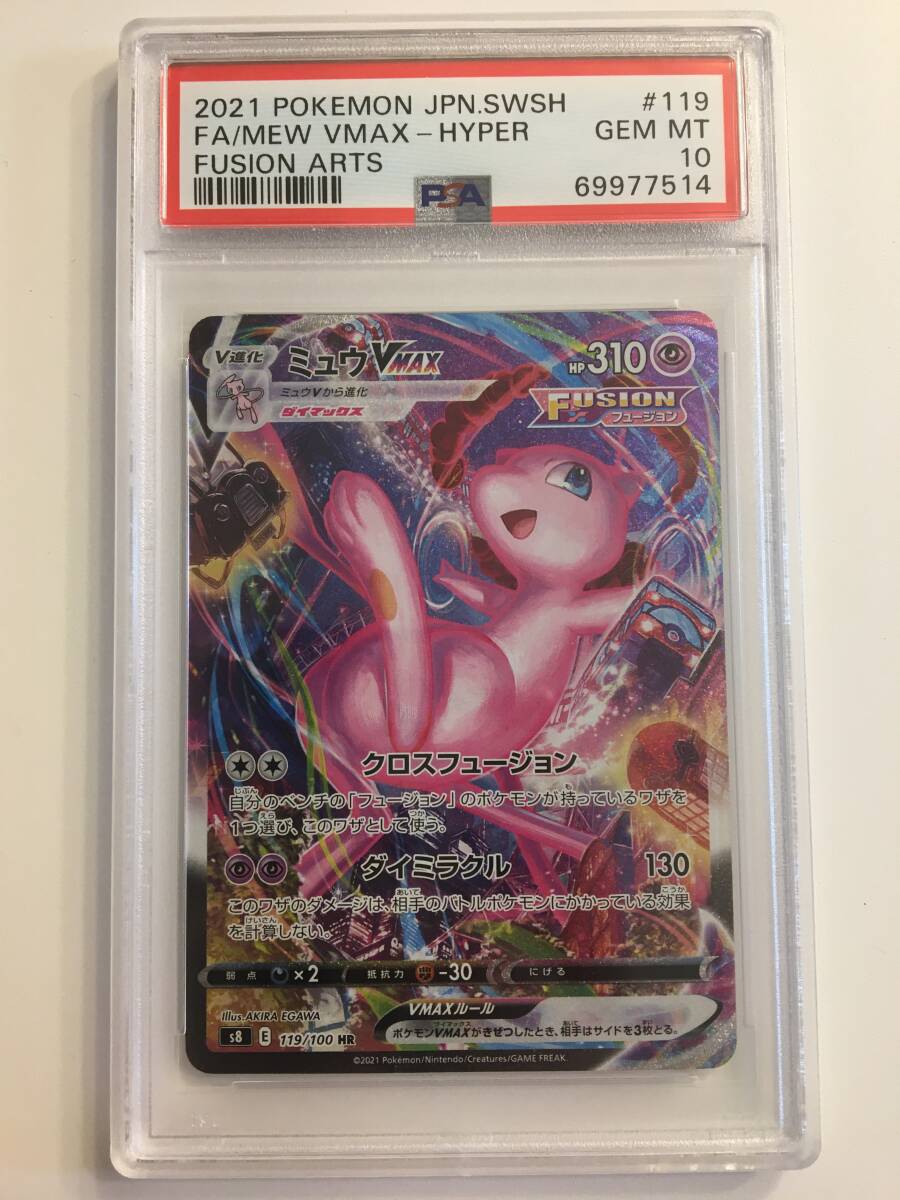 2021 POKEMON JPN.SWSH #119
FA/MEW VMAX-HYPER GEM MT
FUSION ARTS 10
PSA 69977514
V進化 ミュウVMAX HP310
ミュウVから進化
ダイマックス
FUSION
フュージョン
クロスフュージョン
自分のベンチの「フュージョン」のポケモンが持っているワザを
1つ選び、このワザとして使う。
ダイミラクル 130
このワザのダメージは、相手のバトルポケモンにかかっている効果
を計算しない。
弱点 ×2 抵抗力 -30 にげる
Illus. AKIRA EGAWA
VMAXルール
ポケモンVMAXがきぜつしたとき、相手はサイドを3枚とる。
s8 E 119/100 HR
©2021 Pokémon/Nintendo/Creatures/GAME FREAK.